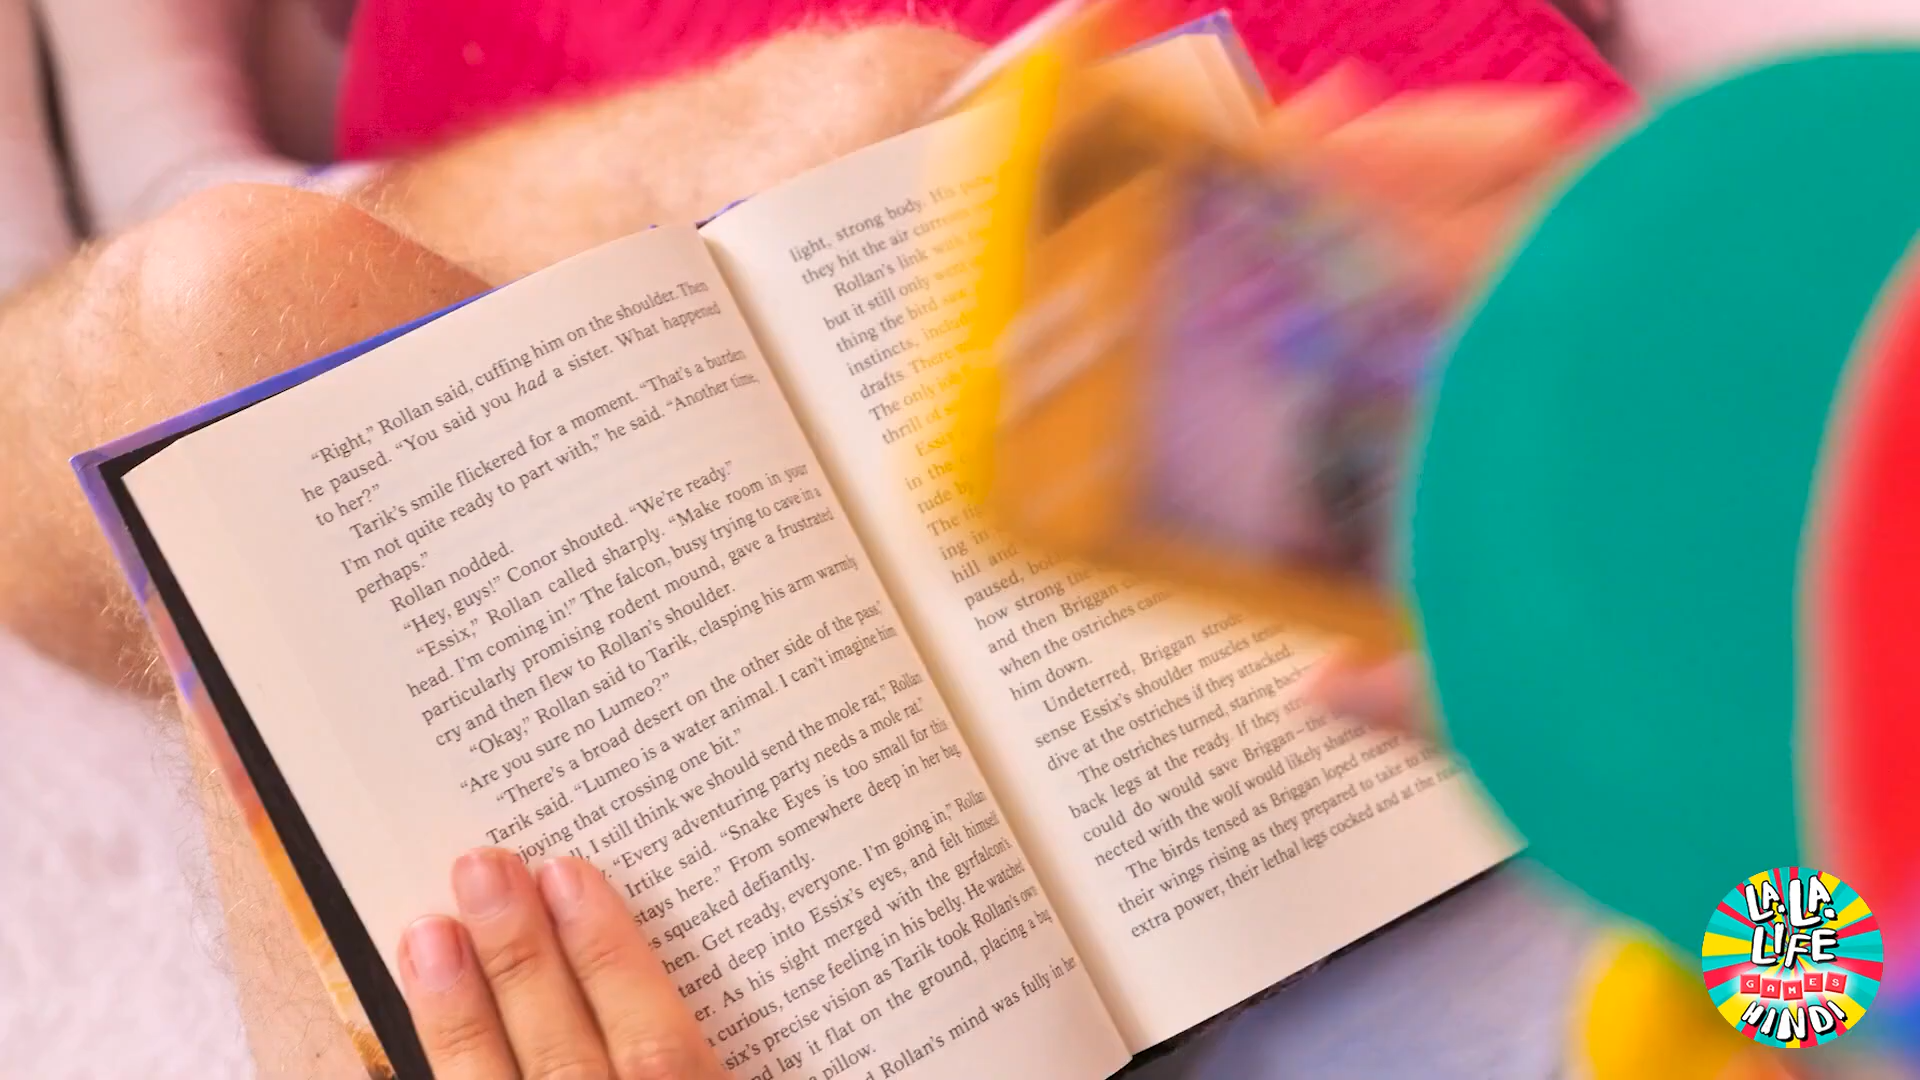 “Right,” Rollan said, cuffing him on the shoulder. Then
he paused. “You said you had a sister. What happened
to her?”
Tarik’s smile flickered for a moment. “That’s a burden
I’m not quite ready to part with,” he said. “Another time,
perhaps.”
Rollan nodded.
“Hey, guys!” Conor shouted. “We’re ready.”
“Essix,” Rollan called sharply. “Make room in your
head. I’m coming in!” The falcon, busy trying to cave in a
particularly promising rodent mound, gave a frustrated
cry and then flew to Rollan’s shoulder.
“Okay,” Rollan said to Tarik, clasping his arm warmly
“Are you sure no Lumeo?”
“There’s a broad desert on the other side of the pass,”
Tarik said. “Lumeo is a water animal. I can’t imagine him
joying that crossing one bit.”
I still think we should send the mole rat,” Rollan
“Every adventuring party needs a mole rat.”
Irtike said. “Snake Eyes is too small for this
stays here.” From somewhere deep in her bag
squeaked defiantly.
Get ready, everyone. I’m going in,” Rollan
tared deep into Essix’s eyes, and felt himself
er. As his sight merged with the gyrfalcon’s,
curious, tense feeling in his belly. He watched
six’s precise vision as Tarik took Rollan’s own
lay it flat on the ground, placing a bag
pillow.
Rollan’s mind was fully in her
light, strong body. His
they hit the air currents
Rollan’s link with
but it still only
thing the bird saw,
instincts,
drafts. There
The only
thrill of
Essix
in the
rude
The
ing in
hill and
paused,
how strong the
and then Briggan
when the ostriches came
him down.
Undeterred, Briggan strode
sense Essix’s shoulder muscles tense
dive at the ostriches if they attacked.
The ostriches turned, staring back
back legs at the ready. If they
could do would save Briggan—the
nected with the wolf would likely shatter
The birds tensed as Briggan loped nearer
their wings rising as they prepared to take to
extra power, their lethal legs cocked and at the
LA. LA.
LIFE
GAMES
HINDI